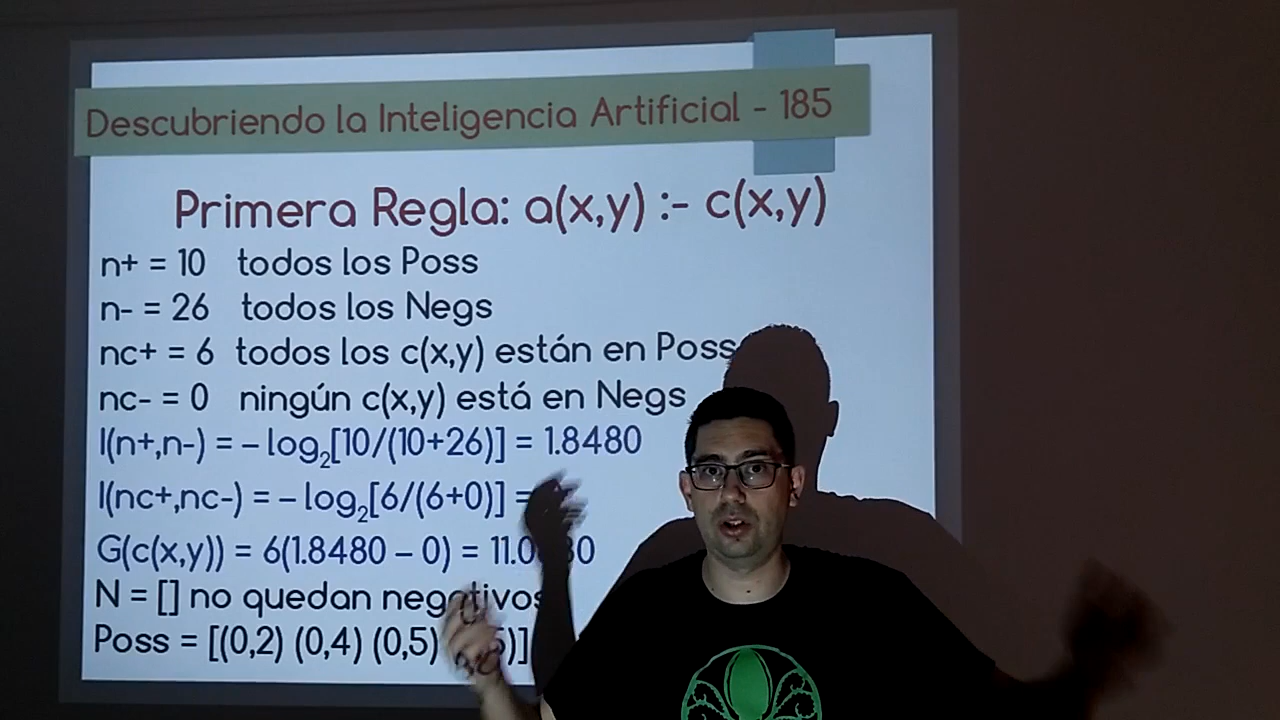 Descubriendo la Inteligencia Artificial - 185
Primera Regla: a(x,y) :- c(x,y)
n+ = 10 todos los Poss
n- = 26 todos los Negs
nc+ = 6 todos los c(x,y) están en Poss
nc- = 0 ningún c(x,y) está en Negs
I(n+,n-) = – log₂[10/(10+26)] = 1.8480
I(nc+,nc-) = – log₂[6/(6+0)] =
G(c(x,y)) = 6(1.8480 – 0) =
N = [] no quedan negativos
Poss = [(0,2) (0,4) (0,5)